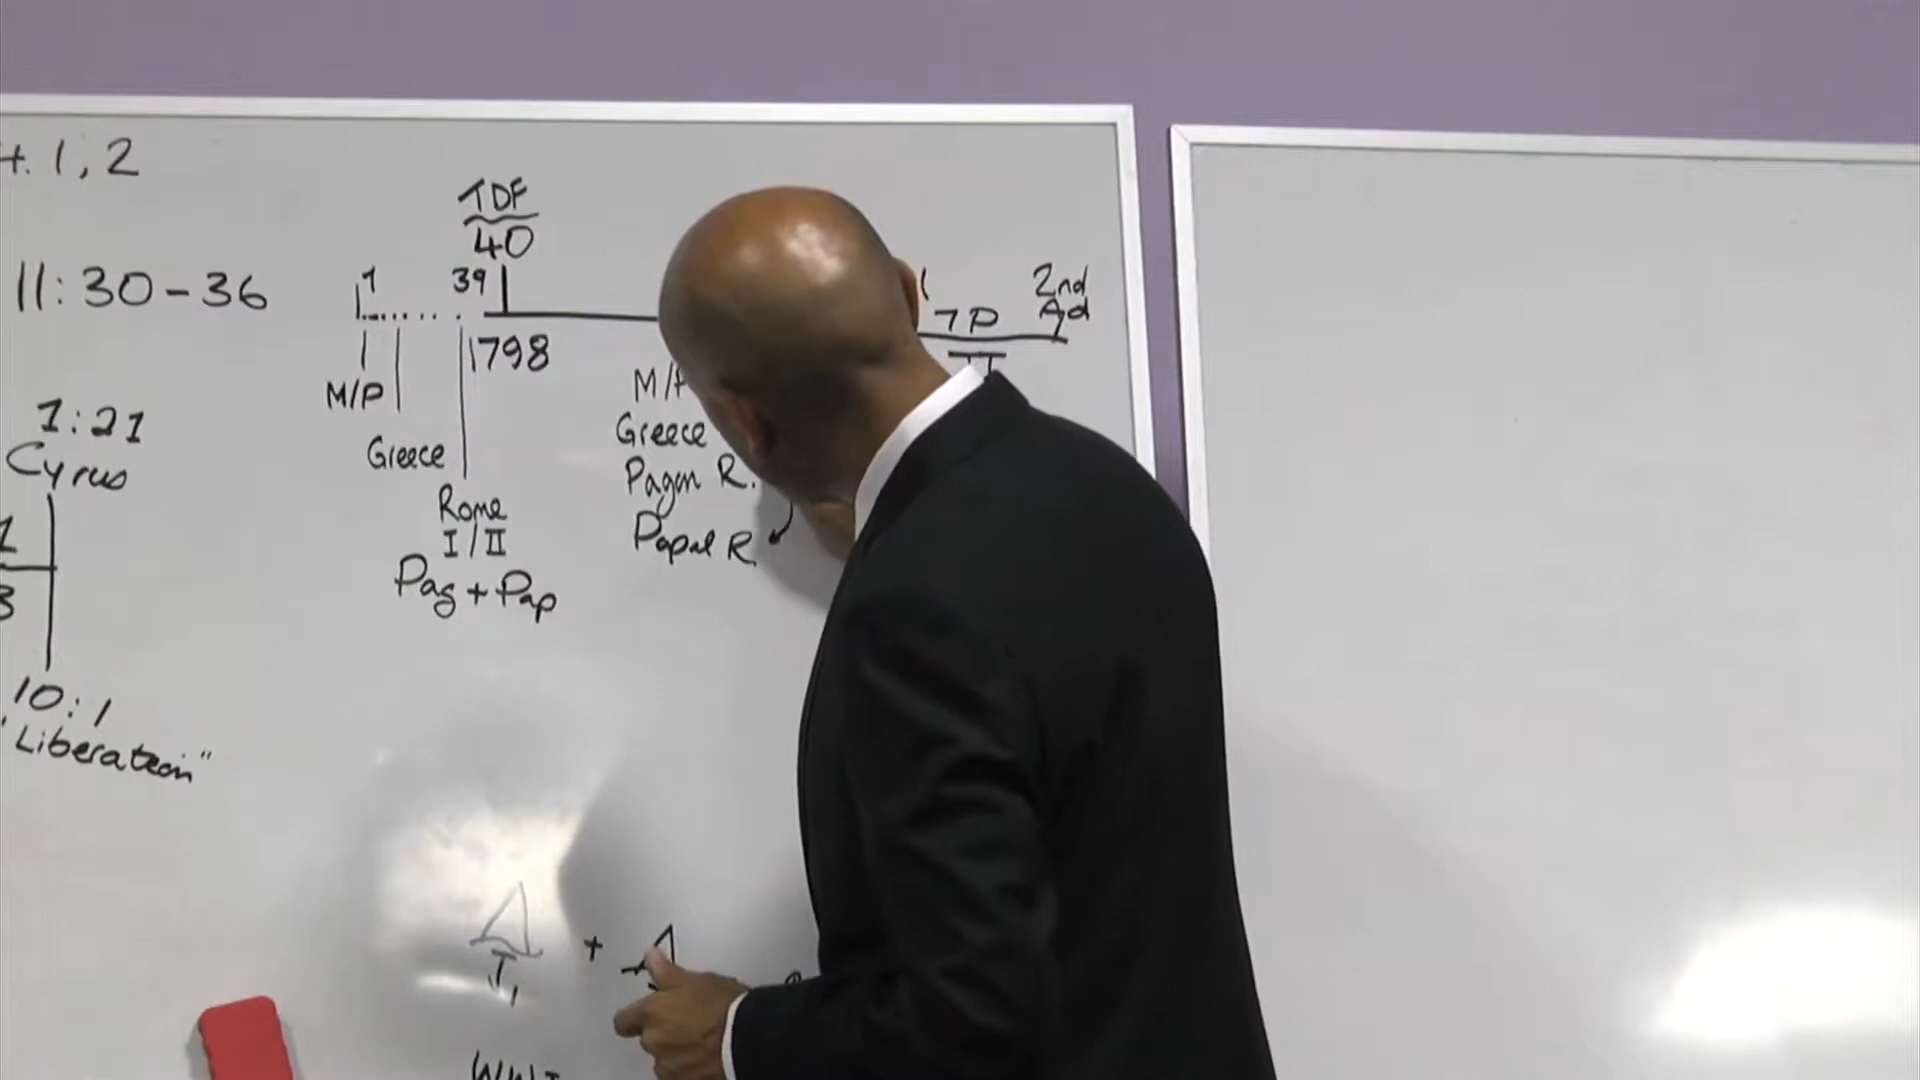 1, 2
11:30-36
1:21
Cyrus
10:1
"Liberation"
TDF
40
1 39
1798
M/P
Greece
Rome
I/II
Pag + Pap
Greece
Pagan R.
Papal R
7P
2nd
Ad
+